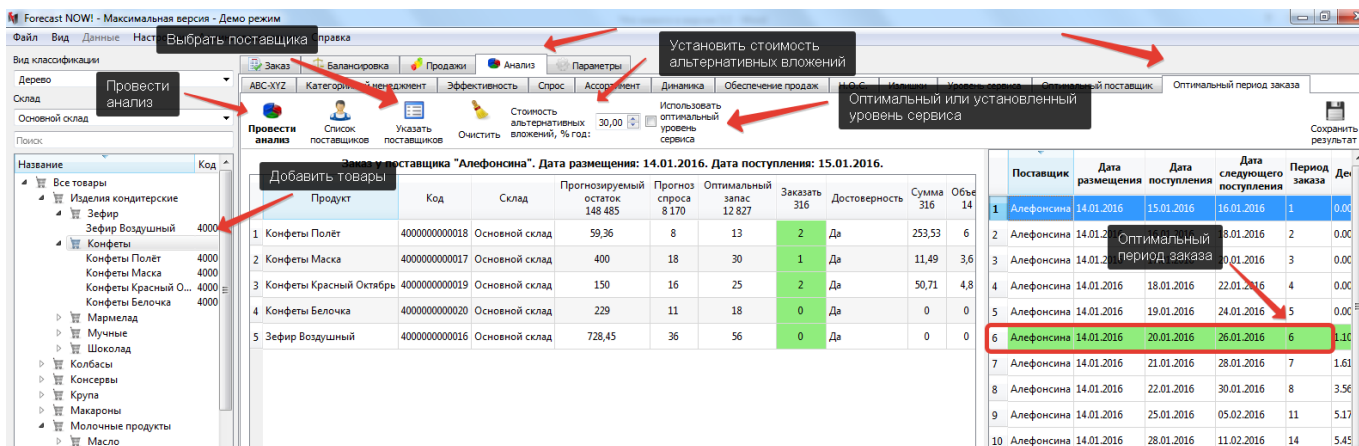 Forecast NOW! - Максимальная версия - Демо режим
Файл Вид Данные Справка
Выбрать поставщика
Установить стоимость
альтернативных вложений
Вид классификации
Дерево
Склад
Основной склад
Поиск
Провести
анализ
Заказ Балансировка Продажи Анализ Параметры
ABC-XYZ Эффективность Спрос Ассортимент Динамика Обеспечение продаж Оптимальный период заказа
Провести
анализ
Список
поставщиков
Указать
поставщиков
Очистить
Стоимость
альтернативных
вложений, % год:
30,00
Использовать
оптимальный
уровень
сервиса
Оптимальный или установленный
уровень сервиса
Сохранить
результат
Название Код
Все товары
Изделия кондитерские
Зефир
Зефир Воздушный 4000
Конфеты
Конфеты Полёт 4000
Конфеты Маска 4000
Конфеты Красный О... 4000
Конфеты Белочка 4000
Мармелад
Мучные
Шоколад
Колбасы
Консервы
Крупа
Макароны
Молочные продукты
Масло
Добавить товары
Заказ у поставщика "Алефонсина". Дата размещения: 14.01.2016. Дата поступления: 15.01.2016.
Продукт Код Склад Прогнозируемый остаток 148 485 Прогноз спроса 8 170 Оптимальный запас 12 827 Заказать 316 Достоверность Сумма 316 Объе 14
1 Конфеты Полёт 4000000000018 Основной склад 59,36 8 13 2 Да 253,53 6
2 Конфеты Маска 4000000000017 Основной склад 400 18 30 1 Да 11,49 3,6
3 Конфеты Красный Октябрь 4000000000019 Основной склад 150 16 25 2 Да 50,71 4,8
4 Конфеты Белочка 4000000000020 Основной склад 229 11 18 0 Да 0 0
5 Зефир Воздушный 4000000000016 Основной склад 728,45 36 56 0 Да 0 0
Поставщик Дата размещения Дата поступления Дата следующего поступления Период заказа
1 Алефонсина 14.01.2016 15.01.2016 16.01.2016 1 0.00
2 Алефонсина 14.01.2016 18.01.2016 2 0.00
3 Алефонсина 20.01.2016 3 0.00
4 Алефонсина 14.01.2016 18.01.2016 22.01.2016 4 0.00
5 Алефонсина 14.01.2016 19.01.2016 24.01.2016 5 0.00
6 Алефонсина 14.01.2016 20.01.2016 26.01.2016 6 1.10
7 Алефонсина 14.01.2016 21.01.2016 28.01.2016 7 1.61
8 Алефонсина 14.01.2016 22.01.2016 30.01.2016 8 3.56
9 Алефонсина 14.01.2016 25.01.2016 05.02.2016 11 5.17
10 Алефонсина 14.01.2016 28.01.2016 11.02.2016 14 5.45
Оптимальный
период заказа